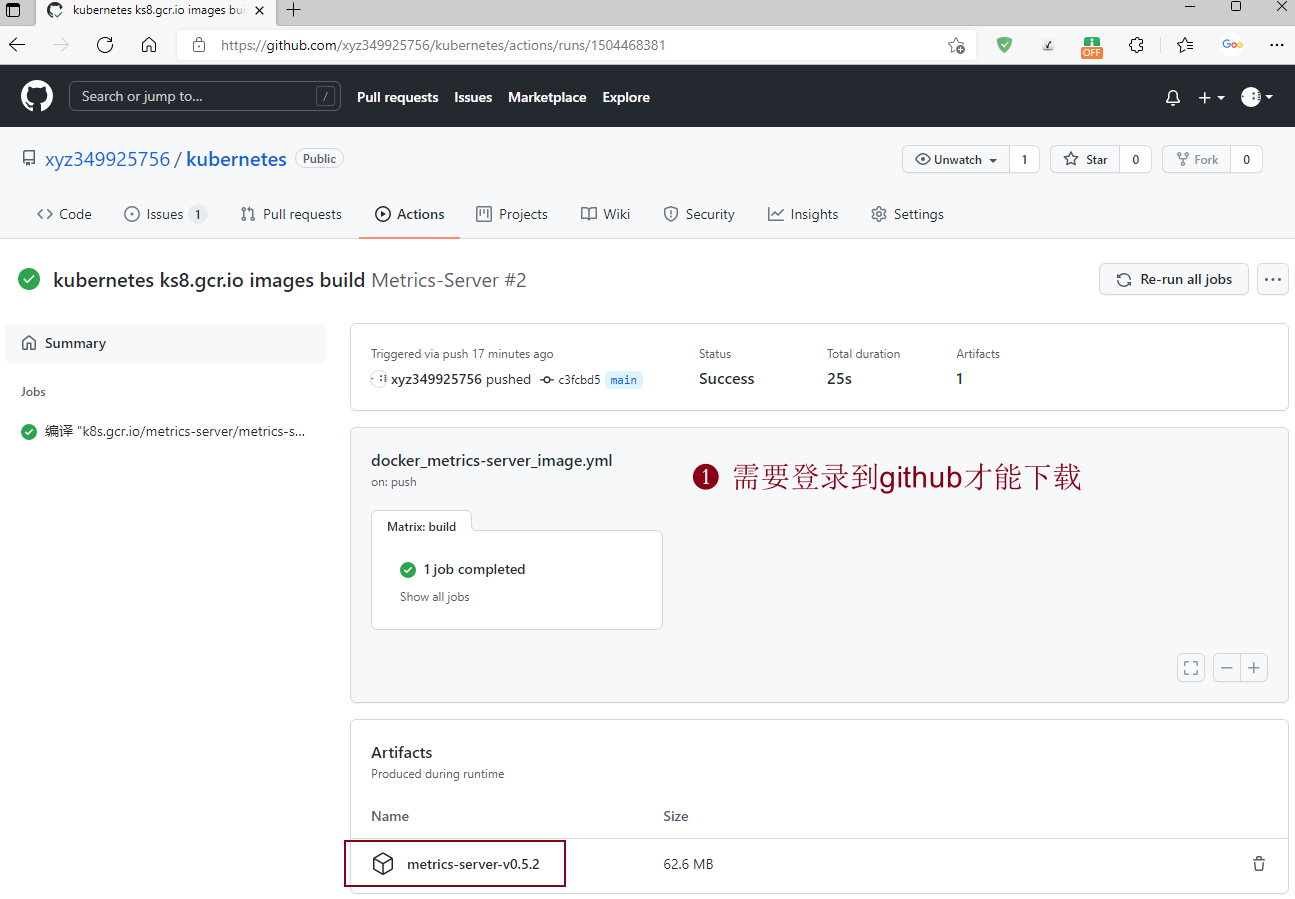 kubernetes ks8.gcr.io images bui
https://github.com/xyz349925756/kubernetes/actions/runs/1504468381
OFF
Goo
Search or jump to... /
Pull requests Issues Marketplace Explore
xyz349925756 / kubernetes Public
Unwatch 1 Star 0 Fork 0
Code Issues 1 Pull requests Actions Projects Wiki Security Insights Settings
kubernetes ks8.gcr.io images build Metrics-Server #2
Re-run all jobs
Summary
Jobs
编译 "k8s.gcr.io/metrics-server/metrics-s...
Triggered via push 17 minutes ago Status Total duration Artifacts
xyz349925756 pushed c3fcbd5 main Success 25s 1
docker_metrics-server_image.yml
on: push
❶ 需要登录到github才能下载
Matrix: build
1 job completed
Show all jobs
Artifacts
Produced during runtime
Name Size
metrics-server-v0.5.2 62.6 MB